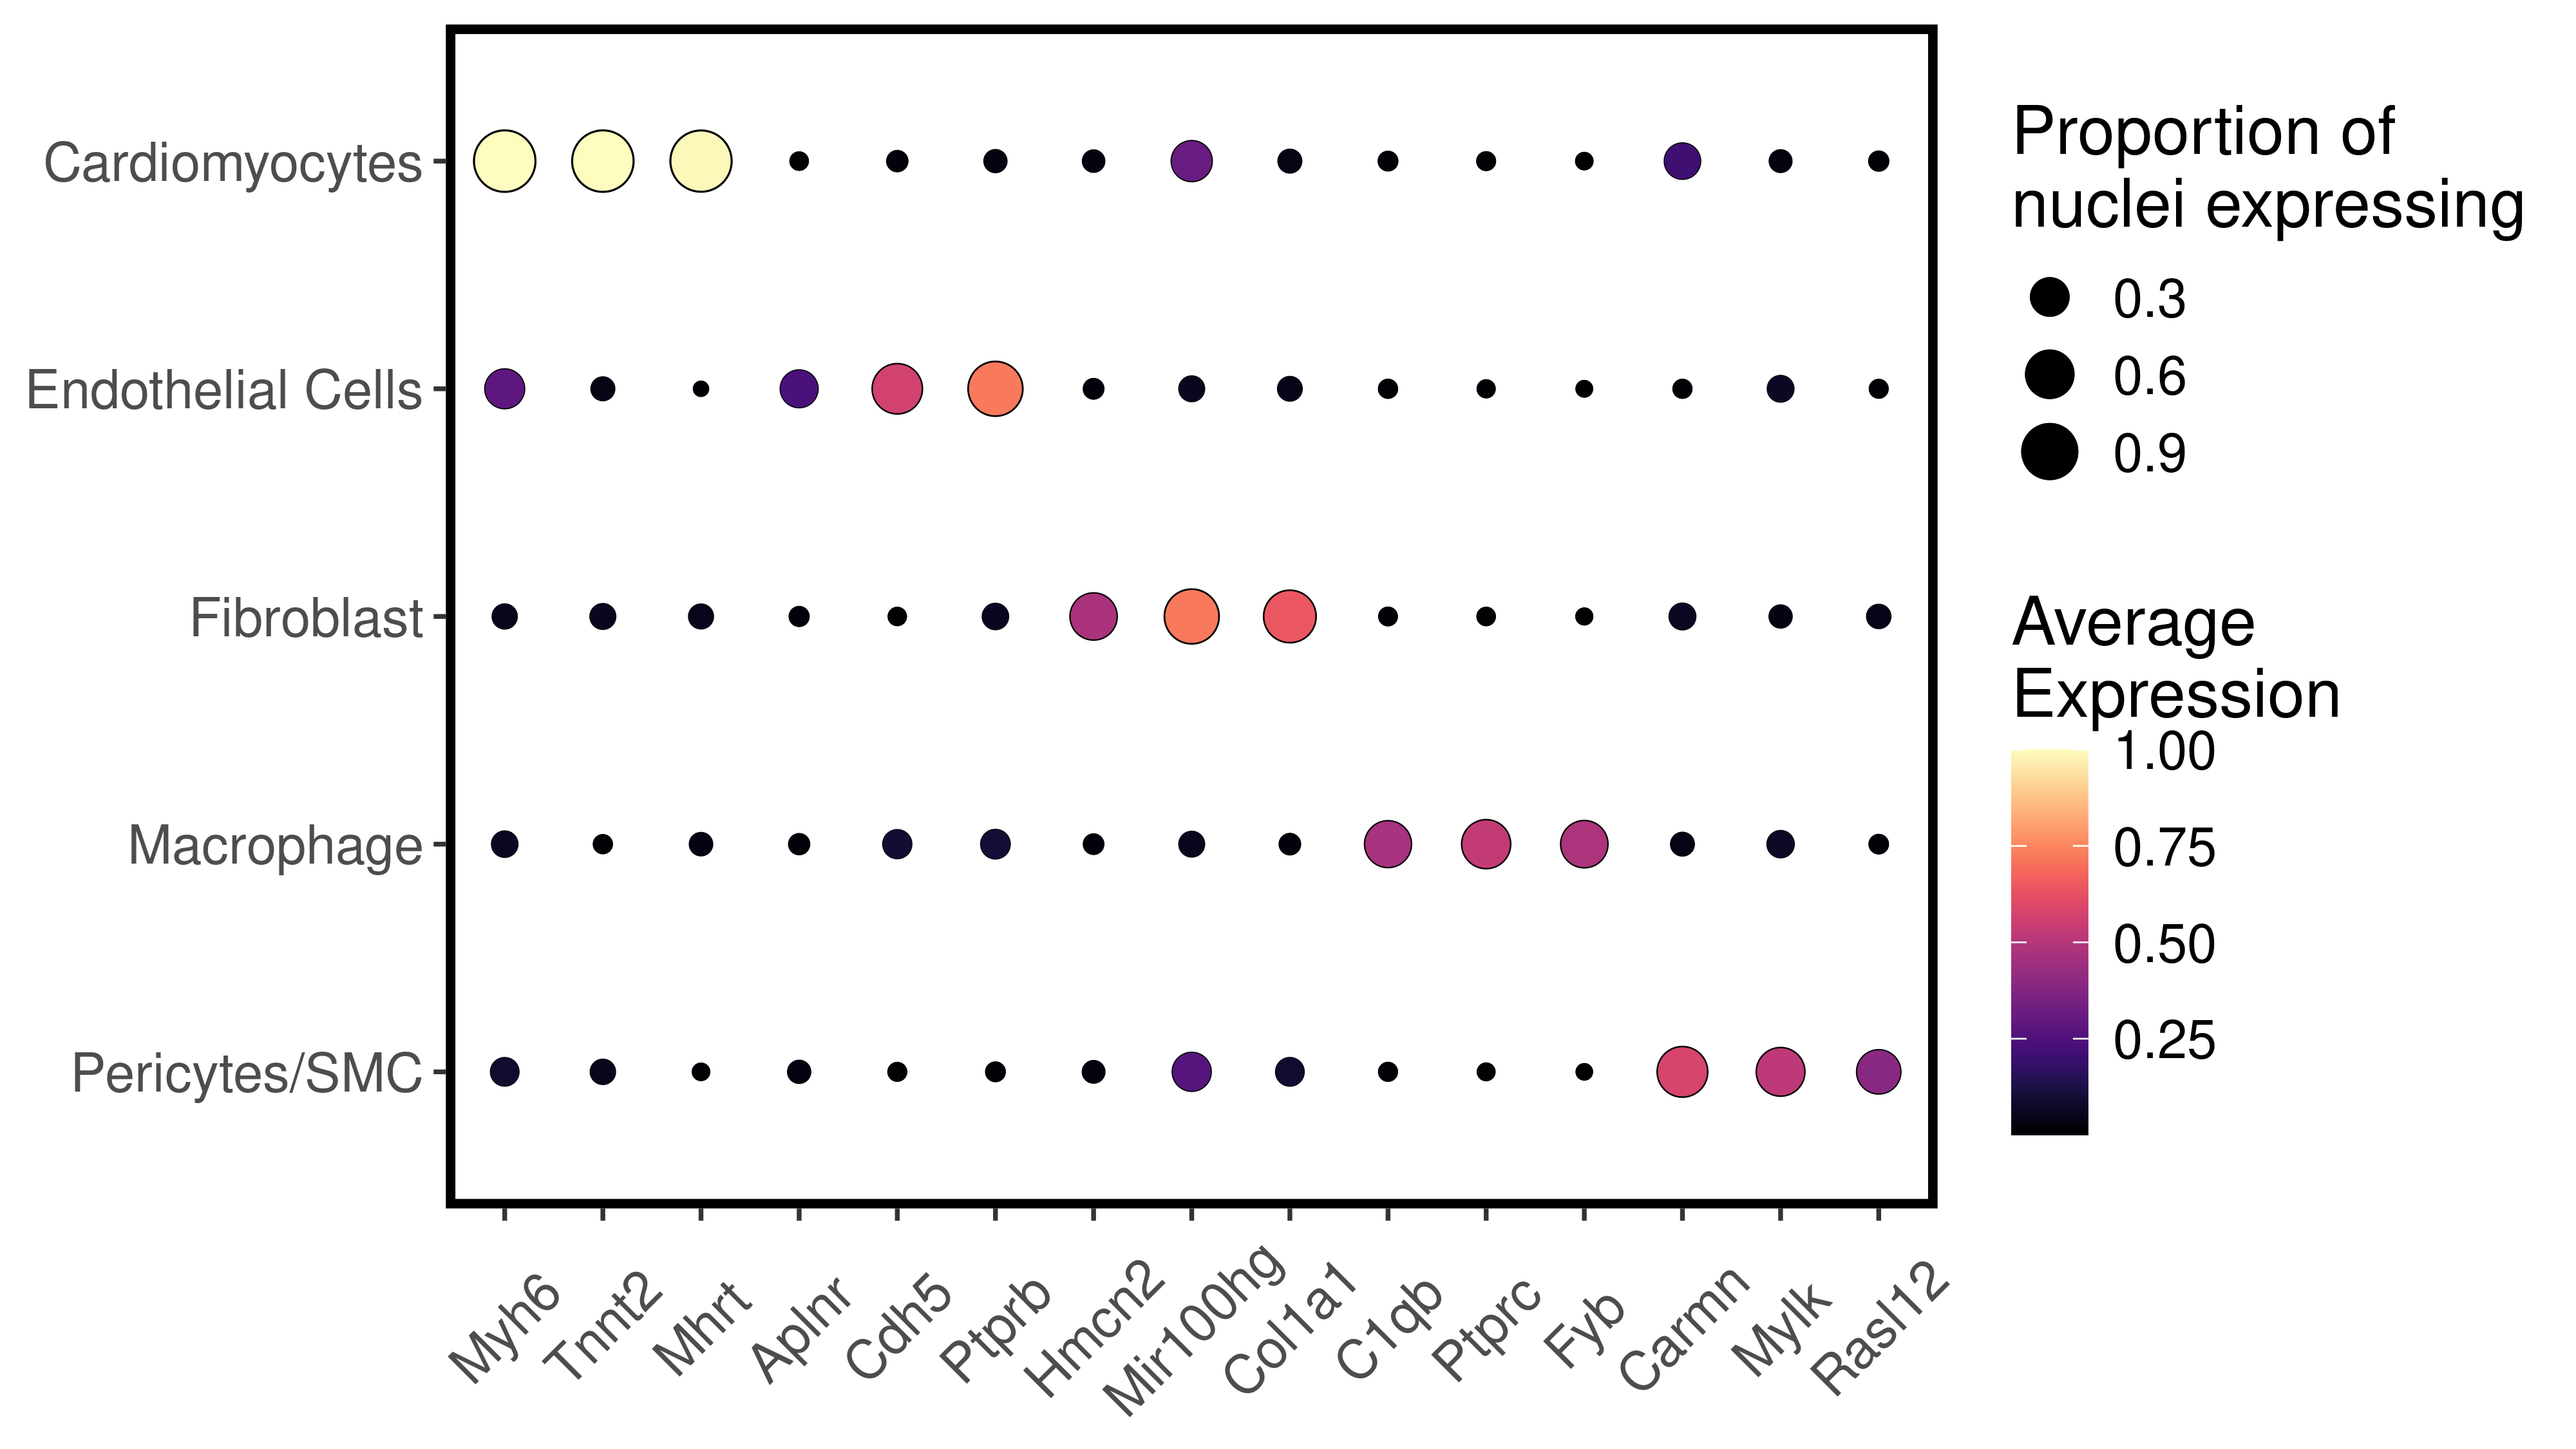 Cardiomyocytes
Endothelial Cells
Fibroblast
Macrophage
Pericytes/SMC
Myh6
Tnnt2
Mhrt
Aplnr
Cdh5
Ptprb
Hmcn2
Mir100hg
Col1a1
C1qb
Ptprc
Fyb
Carmn
Mylk
Rasl12
Proportion of
nuclei expressing
0.3
0.6
0.9
Average
Expression
1.00
0.75
0.50
0.25